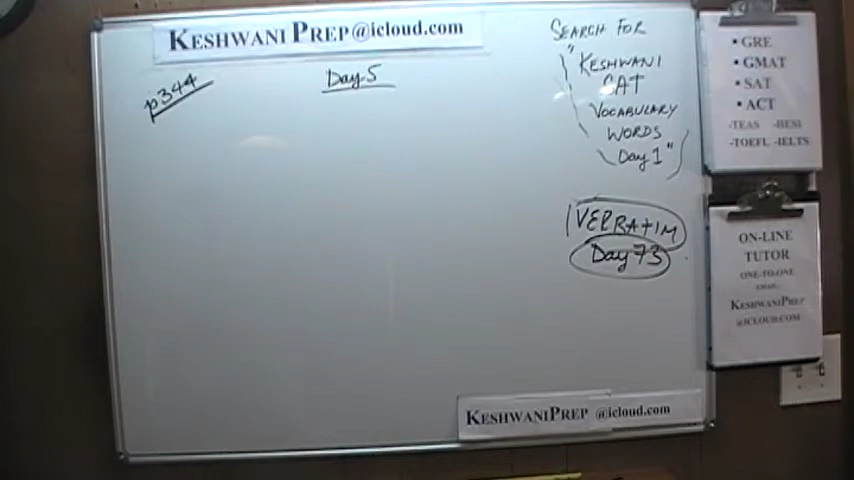 KESHWANI PREP@icloud.com
p344
Day 5
SEARCH FOR
"KESHWANI
SAT
VOCABULARY
WORDS
Day 1"
VERBATIM
Day 73
• GRE
• GMAT
• SAT
• ACT
-TEAS -HESI
-TOEFL -IELTS
ON-LINE
TUTOR
ONE-TO-ONE
EMAIL:
KESHWANIPREP
@ICLOUD.COM
KESHWANIPREP @icloud.com